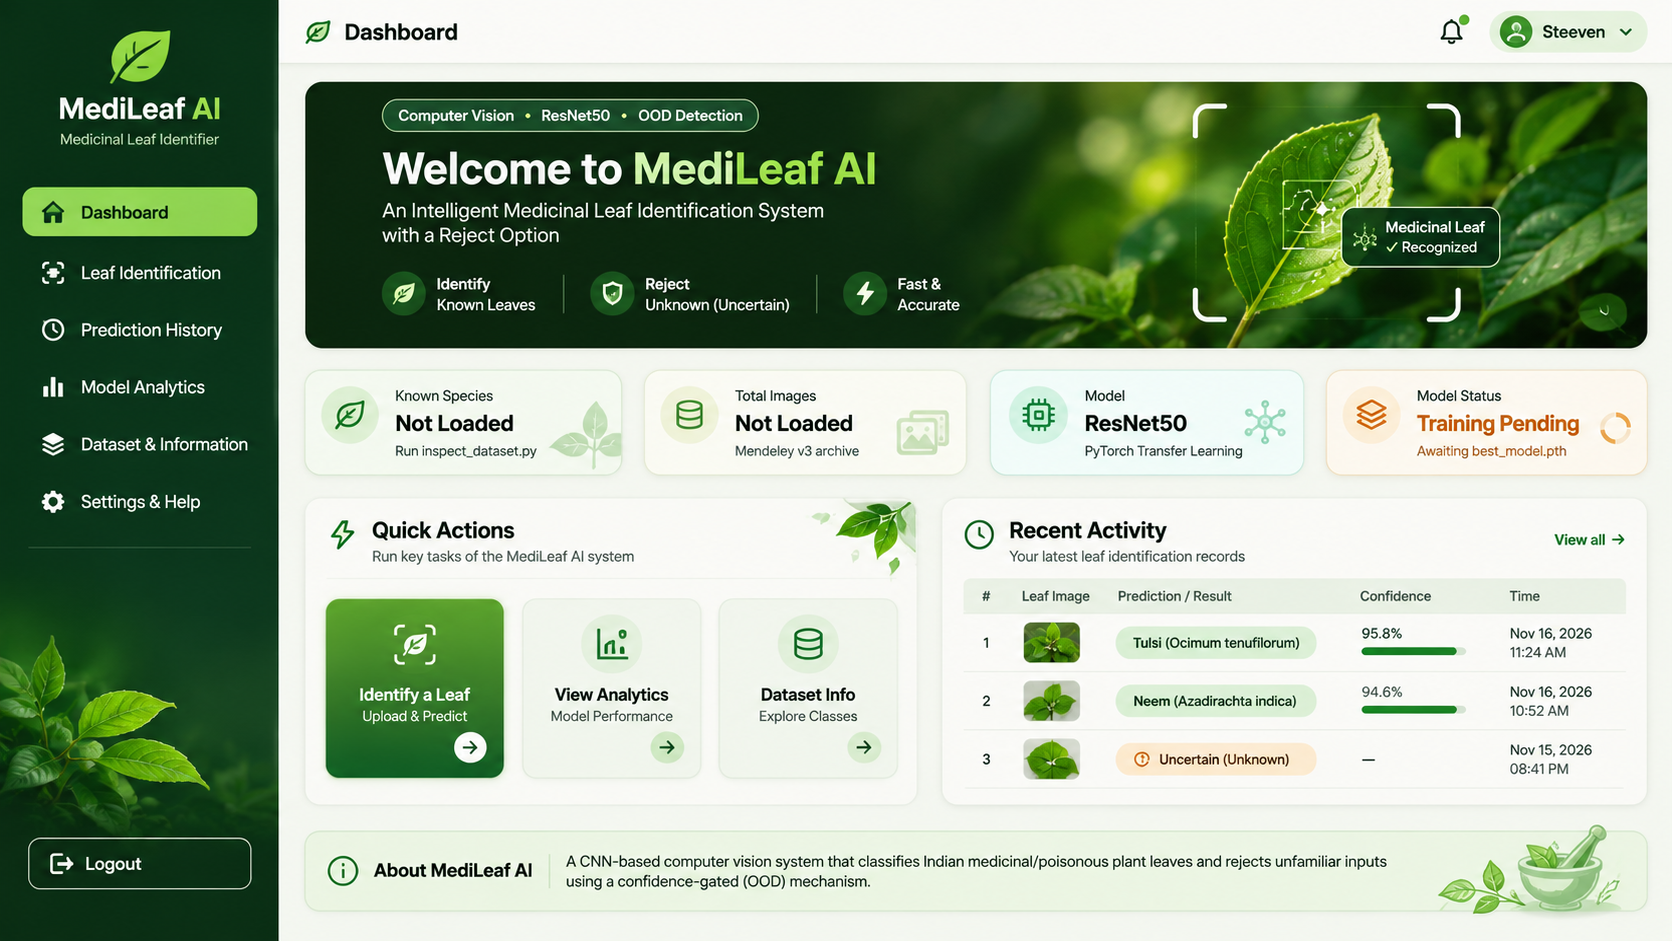 MediLeaf AI
Medicinal Leaf Identifier
Dashboard
Leaf Identification
Prediction History
Model Analytics
Dataset & Information
Settings & Help
Logout
Dashboard
Steeven
Computer Vision • ResNet50 • OOD Detection
Welcome to MediLeaf AI
An Intelligent Medicinal Leaf Identification System
with a Reject Option
Identify
Known Leaves
Reject
Unknown (Uncertain)
Fast &
Accurate
Medicinal Leaf
✓ Recognized
Known Species
Not Loaded
Run inspect_dataset.py
Total Images
Not Loaded
Mendeley v3 archive
Model
ResNet50
PyTorch Transfer Learning
Model Status
Training Pending
Awaiting best_model.pth
Quick Actions
Run key tasks of the MediLeaf AI system
Identify a Leaf
Upload & Predict
View Analytics
Model Performance
Dataset Info
Explore Classes
Recent Activity
Your latest leaf identification records
View all →
# Leaf Image Prediction / Result Confidence Time
1 Tulsi (Ocimum tenufilorum) 95.8% Nov 16, 2026
11:24 AM
2 Neem (Azadirachta indica) 94.6% Nov 16, 2026
10:52 AM
3 Uncertain (Unknown) — Nov 15, 2026
08:41 PM
About MediLeaf AI
A CNN-based computer vision system that classifies Indian medicinal/poisonous plant leaves and rejects unfamiliar inputs
using a confidence-gated (OOD) mechanism.